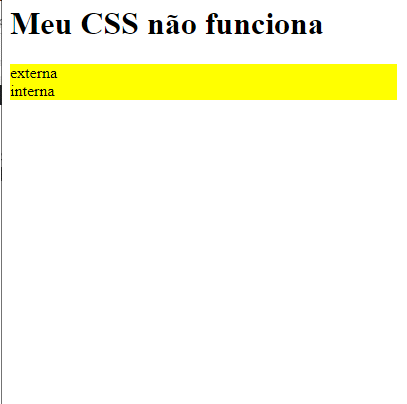 Meu CSS não funciona
externa
interna